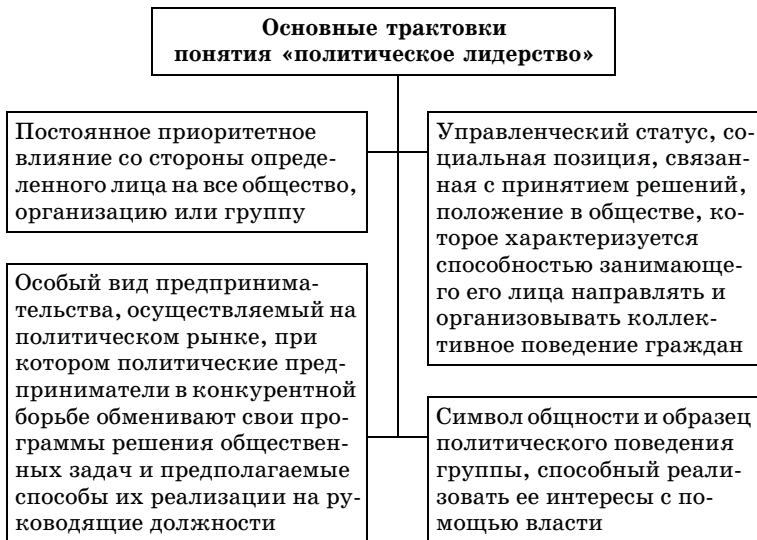 Основные трактовки
понятия «политическое лидерство»
Постоянное приоритетное
влияние со стороны опреде-
ленного лица на все общество,
организацию или группу
Управленческий статус, со-
циальная позиция, связан-
ная с принятием решений,
положение в обществе, ко-
торое характеризуется
способностью занимающе-
го его лица направлять и
организовывать коллек-
тивное поведение граждан
Особый вид предпринима-
тельства, осуществляемый на
политическом рынке, при
котором политические пред-
приниматели в конкурентной
борьбе обменивают свои про-
граммы решения обществен-
ных задач и предполагаемые
способы их реализации на ру-
ководящие должности
Символ общности и образец
политического поведения
группы, способный реали-
зовать ее интересы с по-
мощью власти